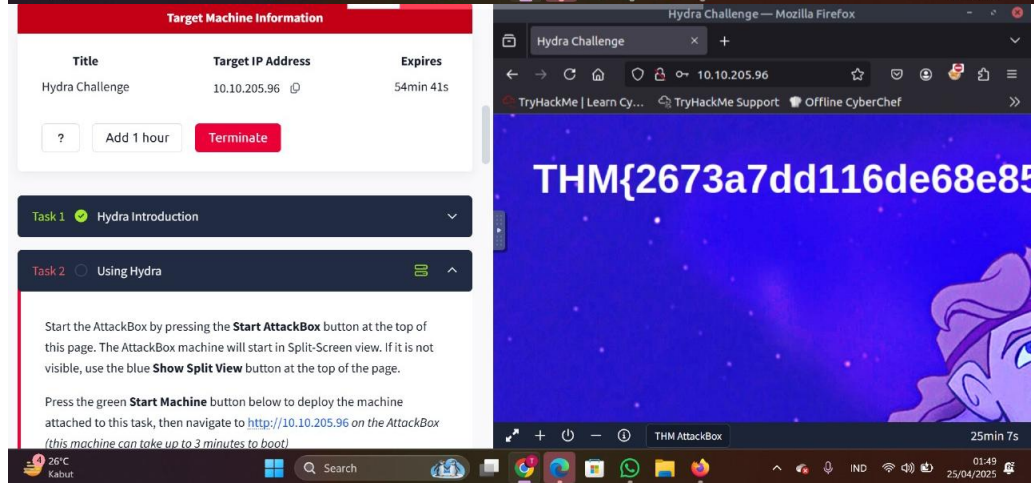 Target Machine Information
Title
Target IP Address
Expires
Hydra Challenge
10.10.205.96
54min 41s
?
Add 1 hour
Terminate
Task 1
Hydra Introduction
Task 2
Using Hydra
Start the AttackBox by pressing the Start AttackBox button at the top of
this page. The AttackBox machine will start in Split-Screen view. If it is not
visible, use the blue Show Split View button at the top of the page.
Press the green Start Machine button below to deploy the machine
attached to this task, then navigate to http://10.10.205.96 on the AttackBox
(this machine can take up to 3 minutes to boot)
Hydra Challenge — Mozilla Firefox
Hydra Challenge
10.10.205.96
TryHackMe | Learn Cy...
TryHackMe Support
Offline CyberChef
THM{2673a7dd116de68e85
THM AttackBox
25min 7s
4
26°C
Kabut
Search
IND
01:49
25/04/2025